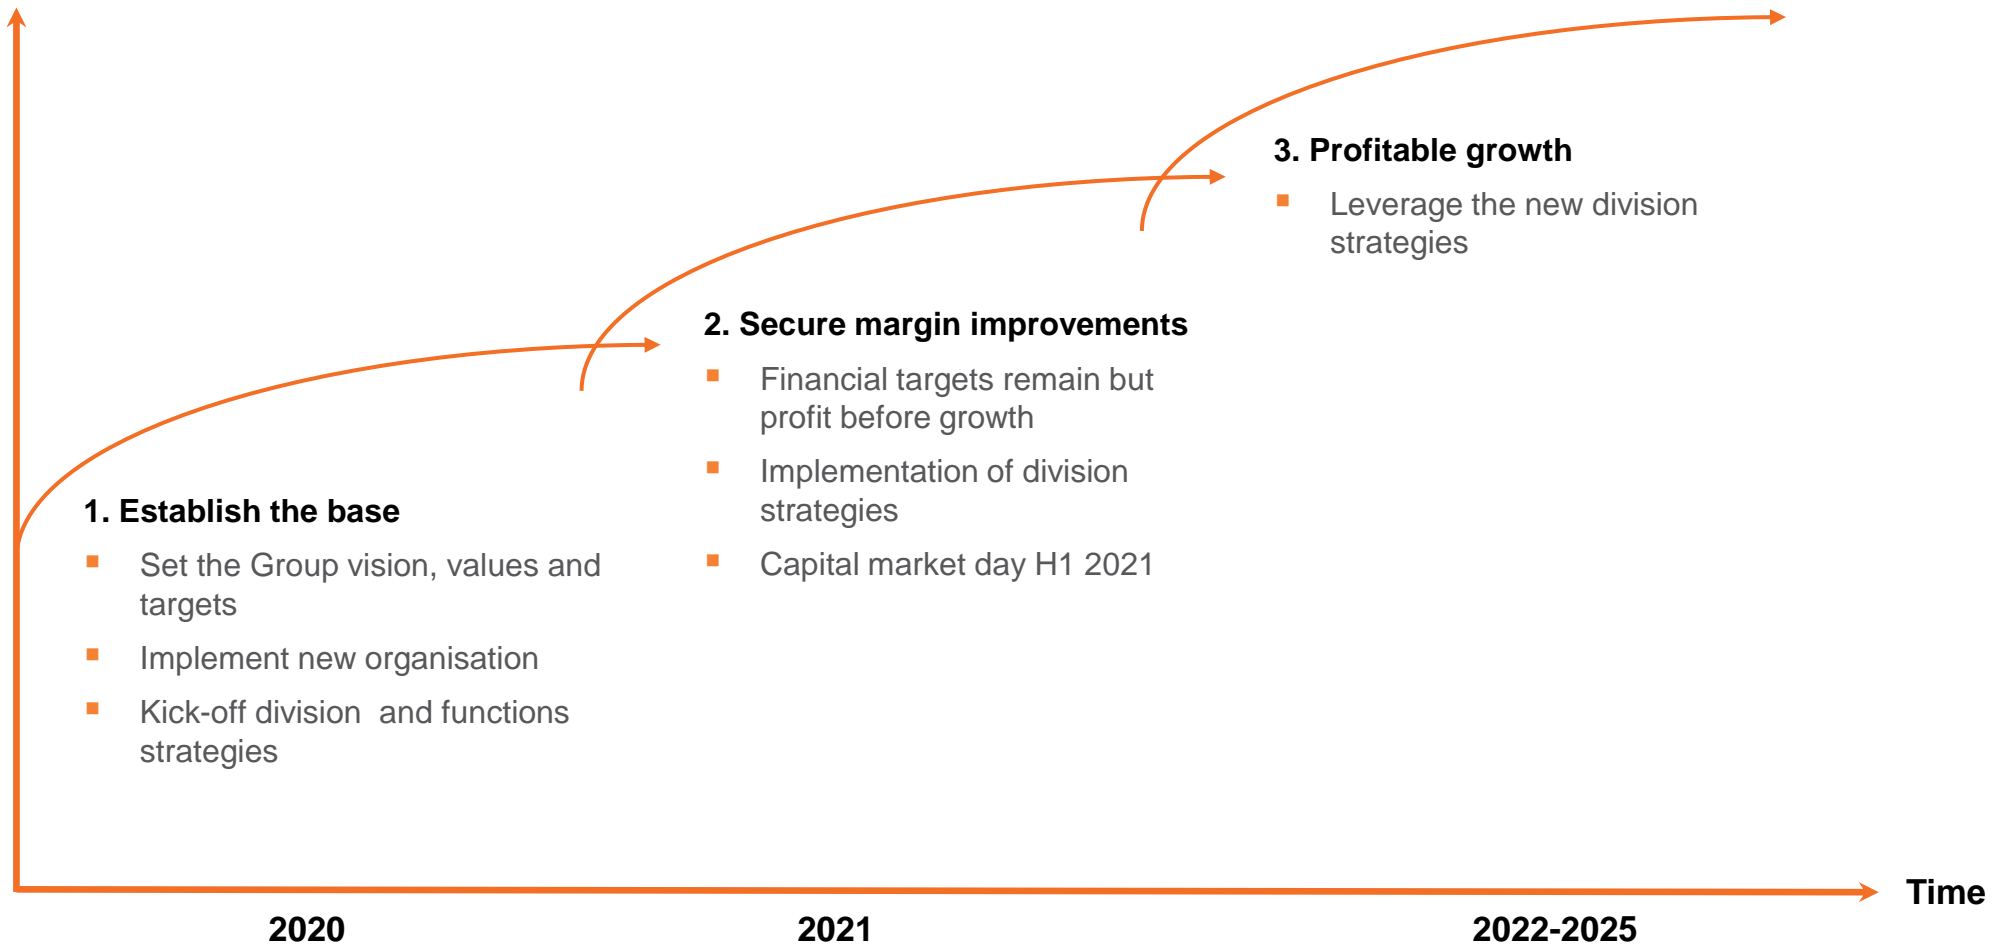 1. Establish the base
Set the Group vision, values and
targets
Implement new organisation
Kick-off division  and functions
strategies
2. Secure margin improvements
Financial targets remain but
profit before growth
Implementation of division
strategies
Capital market day H1 2021
3. Profitable growth
Leverage the new division
strategies
Time
2020
2021
2022-2025